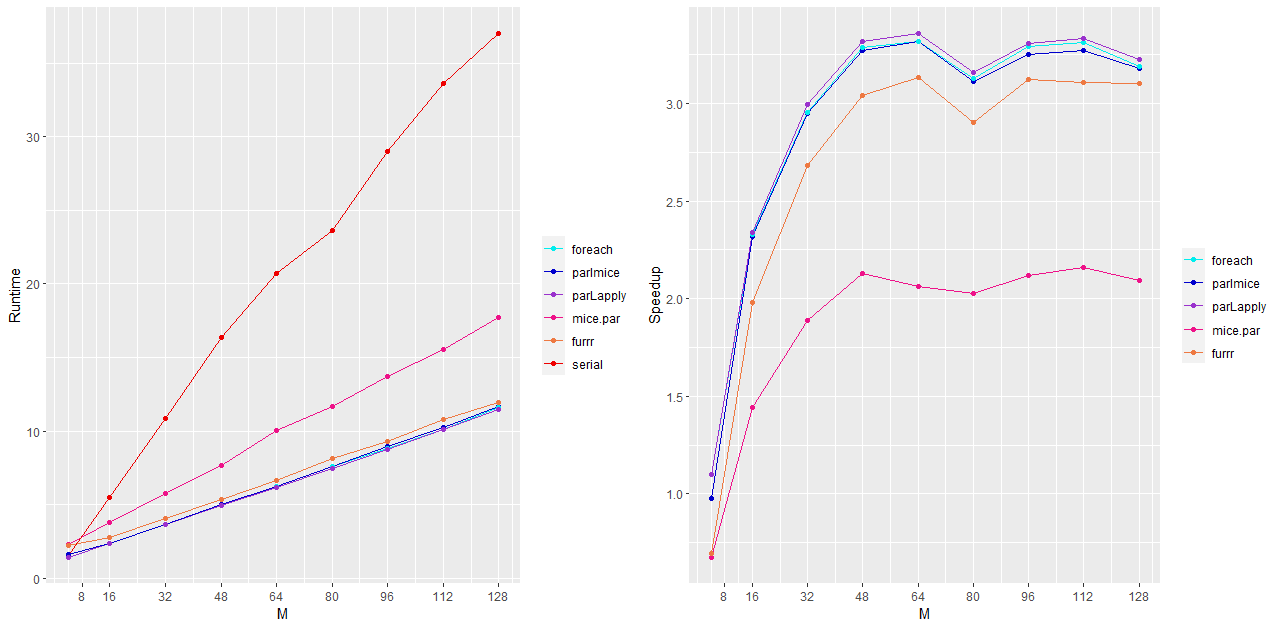 30
20
10
0
Runtime
8 16 32 48 64 80 96 112 128
M
foreach
parlmice
parLapply
mice.par
furrr
serial
3.0
2.5
2.0
1.5
1.0
Speedup
8 16 32 48 64 80 96 112 128
M
foreach
parlmice
parLapply
mice.par
furrr